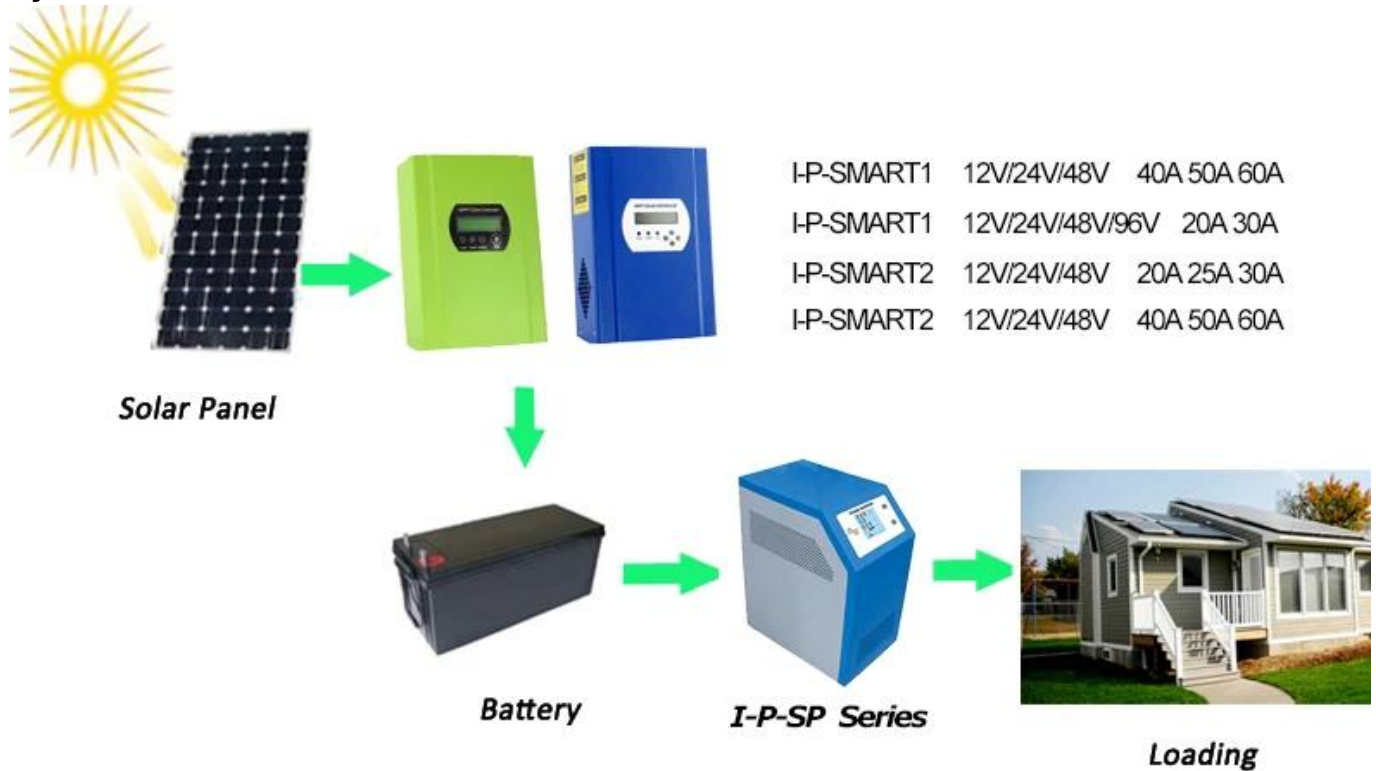 I-P-SMART1 12V/24V/48V 40A 50A 60A
I-P-SMART1 12V/24V/48V/96V 20A 30A
I-P-SMART2 12V/24V/48V 20A 25A 30A
I-P-SMART2 12V/24V/48V 40A 50A 60A
Solar Panel
Battery
I-P-SP Series
Loading